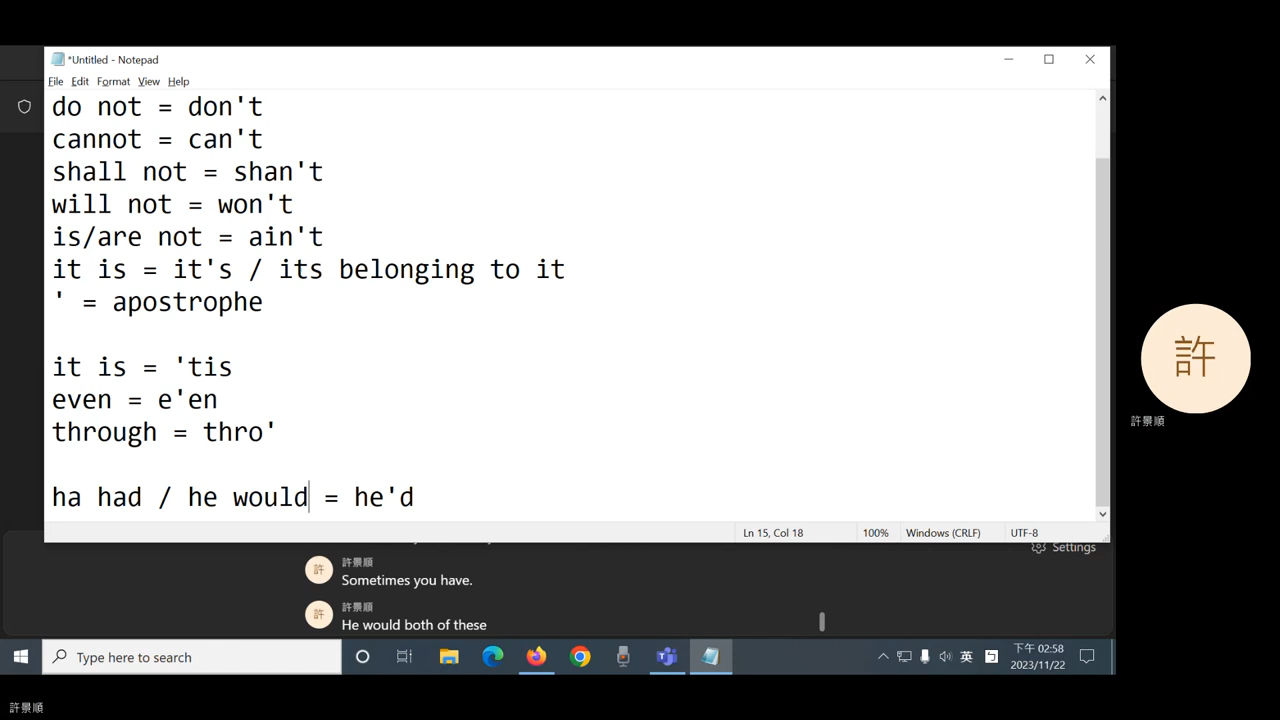 *Untitled - Notepad
File Edit Format View Help
do not = don't
cannot = can't
shall not = shan't
will not = won't
is/are not = ain't
it is = it's / its belonging to it
' = apostrophe
it is = 'tis
even = e'en
through = thro'
ha had / he would = he'd
Ln 15, Col 18 100% Windows (CRLF) UTF-8
Settings
許 許景順
Sometimes you have.
許 許景順
He would both of these
許
許景順
Type here to search
英
下午 02:58
2023/11/22
許景順